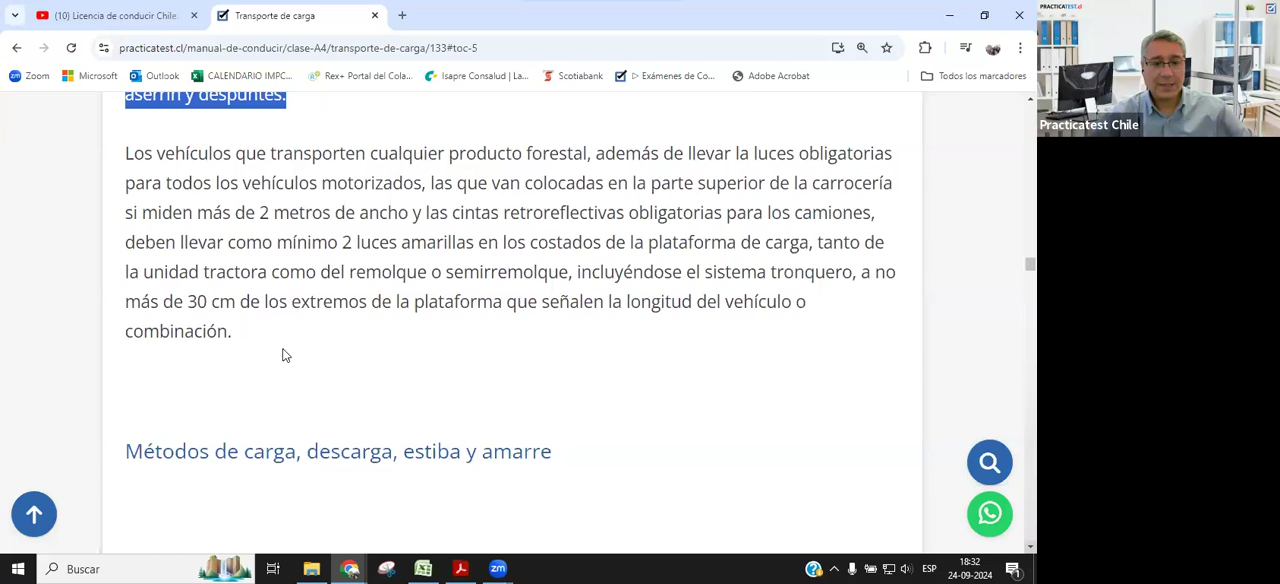 (10) Licencia de conducir Chile:
Transporte de carga
practicatest.cl/manual-de-conducir/clase-A4/transporte-de-carga/133#toc-5
Zoom
Microsoft
Outlook
CALENDARIO IMPC...
Rex+ Portal del Cola...
Isapre Consalud | La...
Scotiabank
▷ Exámenes de Co...
Adobe Acrobat
Todos los marcadores
PRACTICATEST.cl
Practicatest Chile
aserrín y despuntes.
Los vehículos que transporten cualquier producto forestal, además de llevar la luces obligatorias
para todos los vehículos motorizados, las que van colocadas en la parte superior de la carrocería
si miden más de 2 metros de ancho y las cintas retroreflectivas obligatorias para los camiones,
deben llevar como mínimo 2 luces amarillas en los costados de la plataforma de carga, tanto de
la unidad tractora como del remolque o semirremolque, incluyéndose el sistema tronquero, a no
más de 30 cm de los extremos de la plataforma que señalen la longitud del vehículo o
combinación.
Métodos de carga, descarga, estiba y amarre
Buscar
zm
ESP
18:32
24-09-2024
1